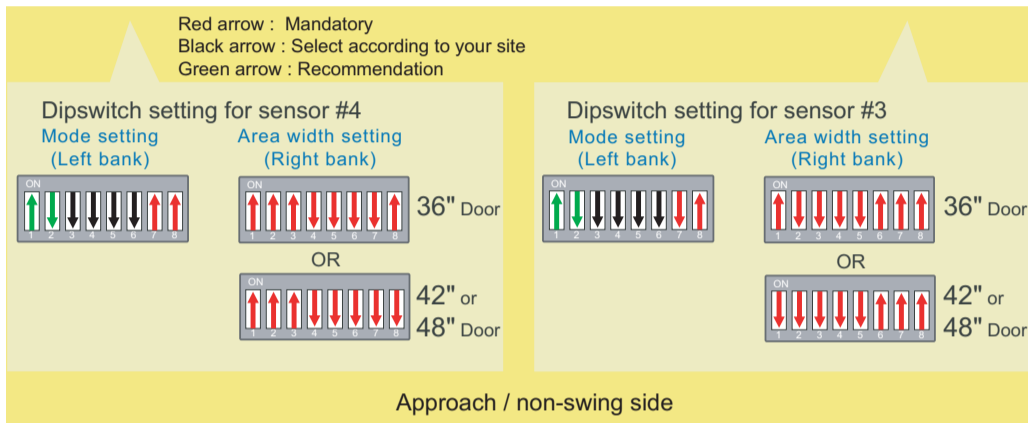 Red arrow : Mandatory
Black arrow : Select according to your site
Green arrow : Recommendation
Dipswitch setting for sensor #4
Mode setting
(Left bank)
Area width setting
(Right bank)
ON
1 2 3 4 5 6 7 8
ON
1 2 3 4 5 6 7 8
36" Door
OR
ON
1 2 3 4 5 6 7 8
42" or
48" Door
Dipswitch setting for sensor #3
Mode setting
(Left bank)
Area width setting
(Right bank)
ON
1 2 3 4 5 6 7 8
ON
1 2 3 4 5 6 7 8
36" Door
OR
ON
1 2 3 4 5 6 7 8
42" or
48" Door
Approach / non-swing side